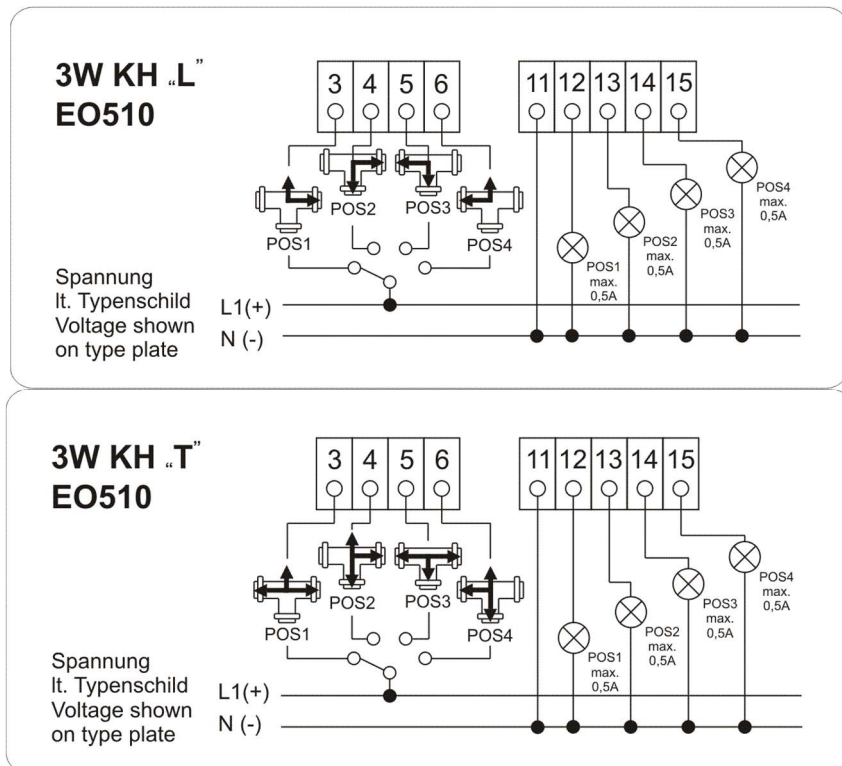 3W KH „L”
EO510
3 4 5 6
11 12 13 14 15
POS1
POS2
POS3
POS4
POS1
max.
0,5A
POS2
max.
0,5A
POS3
max.
0,5A
POS4
max.
0,5A
Spannung
lt. Typenschild
Voltage shown
on type plate
L1(+)
N (-)
3W KH „T”
EO510
3 4 5 6
11 12 13 14 15
POS1
POS2
POS3
POS4
POS1
max.
0,5A
POS2
max.
0,5A
POS3
max.
0,5A
POS4
max.
0,5A
Spannung
lt. Typenschild
Voltage shown
on type plate
L1(+)
N (-)